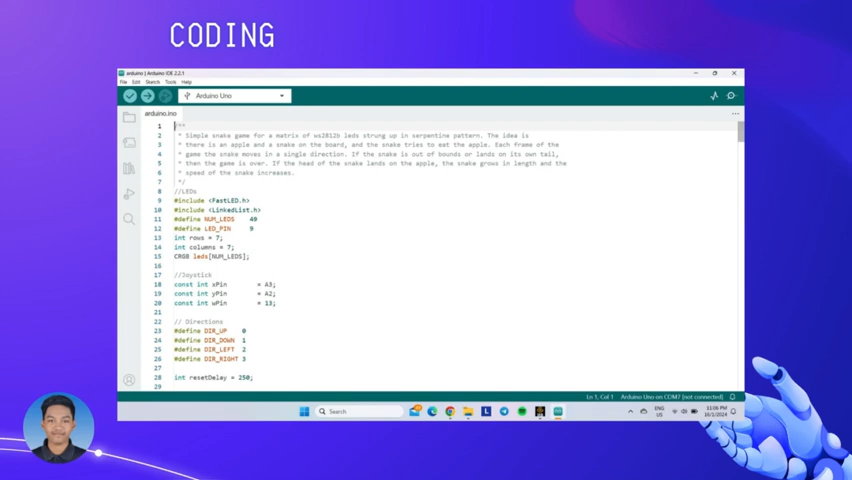 CODING
arduino | Arduino IDE 2.2.1
File Edit Sketch Tools Help
Arduino Uno
arduino.ino
1 /**
2 * Simple snake game for a matrix of ws2812b leds strung up in serpentine pattern. The idea is
3 * there is an apple and a snake on the board, and the snake tries to eat the apple. Each frame of the
4 * game the snake moves in a single direction. If the snake is out of bounds or lands on its own tail,
5 * then the game is over. If the head of the snake lands on the apple, the snake grows in length and the
6 * speed of the snake increases.
7 */
8 //LEDs
9 #include <FastLED.h>
10 #include <LinkedList.h>
11 #define NUM_LEDS 49
12 #define LED_PIN 9
13 int rows = 7;
14 int columns = 7;
15 CRGB leds[NUM_LEDS];
16
17 //Joystick
18 const int xPin = A3;
19 const int yPin = A2;
20 const int wPin = 13;
21
22 // Directions
23 #define DIR_UP 0
24 #define DIR_DOWN 1
25 #define DIR_LEFT 2
26 #define DIR_RIGHT 3
27
28 int resetDelay = 250;
29
Ln 1, Col 1 Arduino Uno on COM7 [not connected]
Search
ENG
US
11:06 PM
16/1/2024